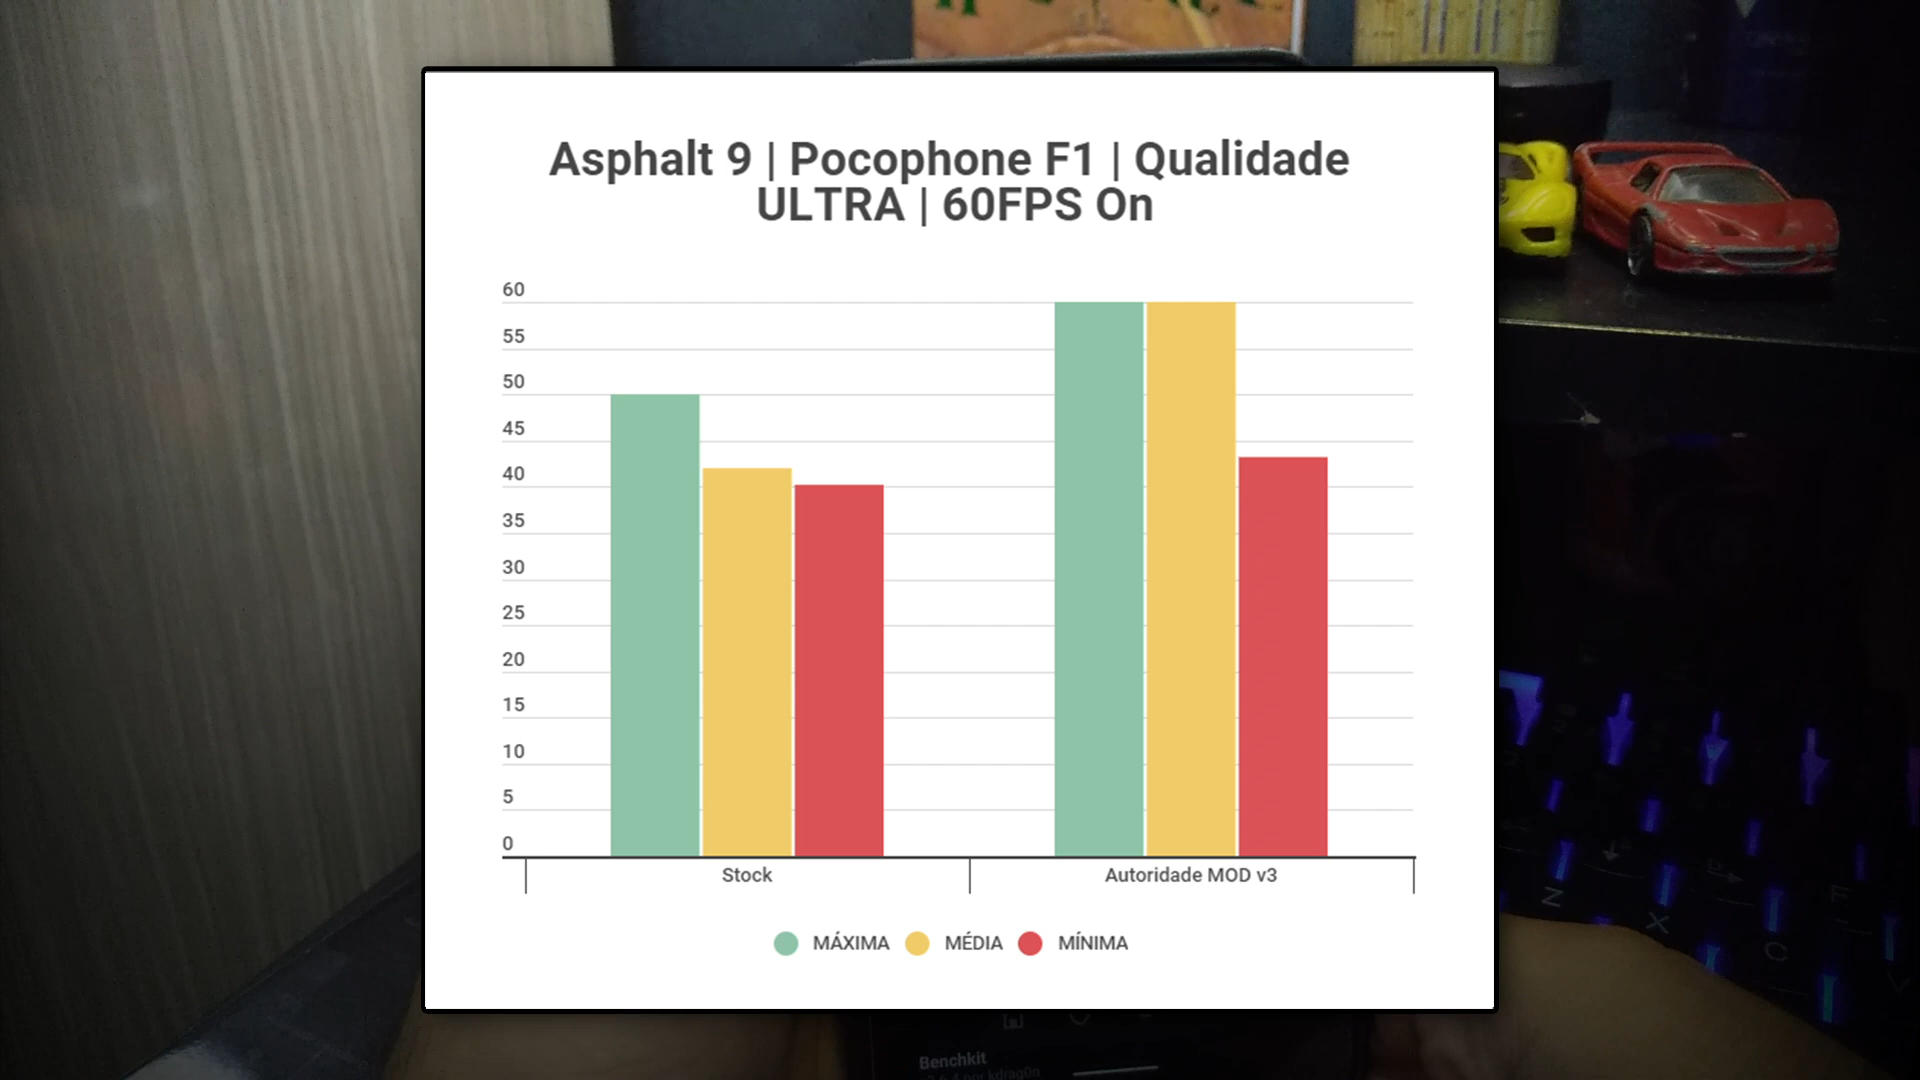 Asphalt 9 | Pocophone F1 | Qualidade
ULTRA | 60FPS On
60
55
50
45
40
35
30
25
20
15
10
5
0
Stock
Autoridade MOD v3
MÁXIMA
MÉDIA
MÍNIMA
Z
X
C
V
F
Benchkit